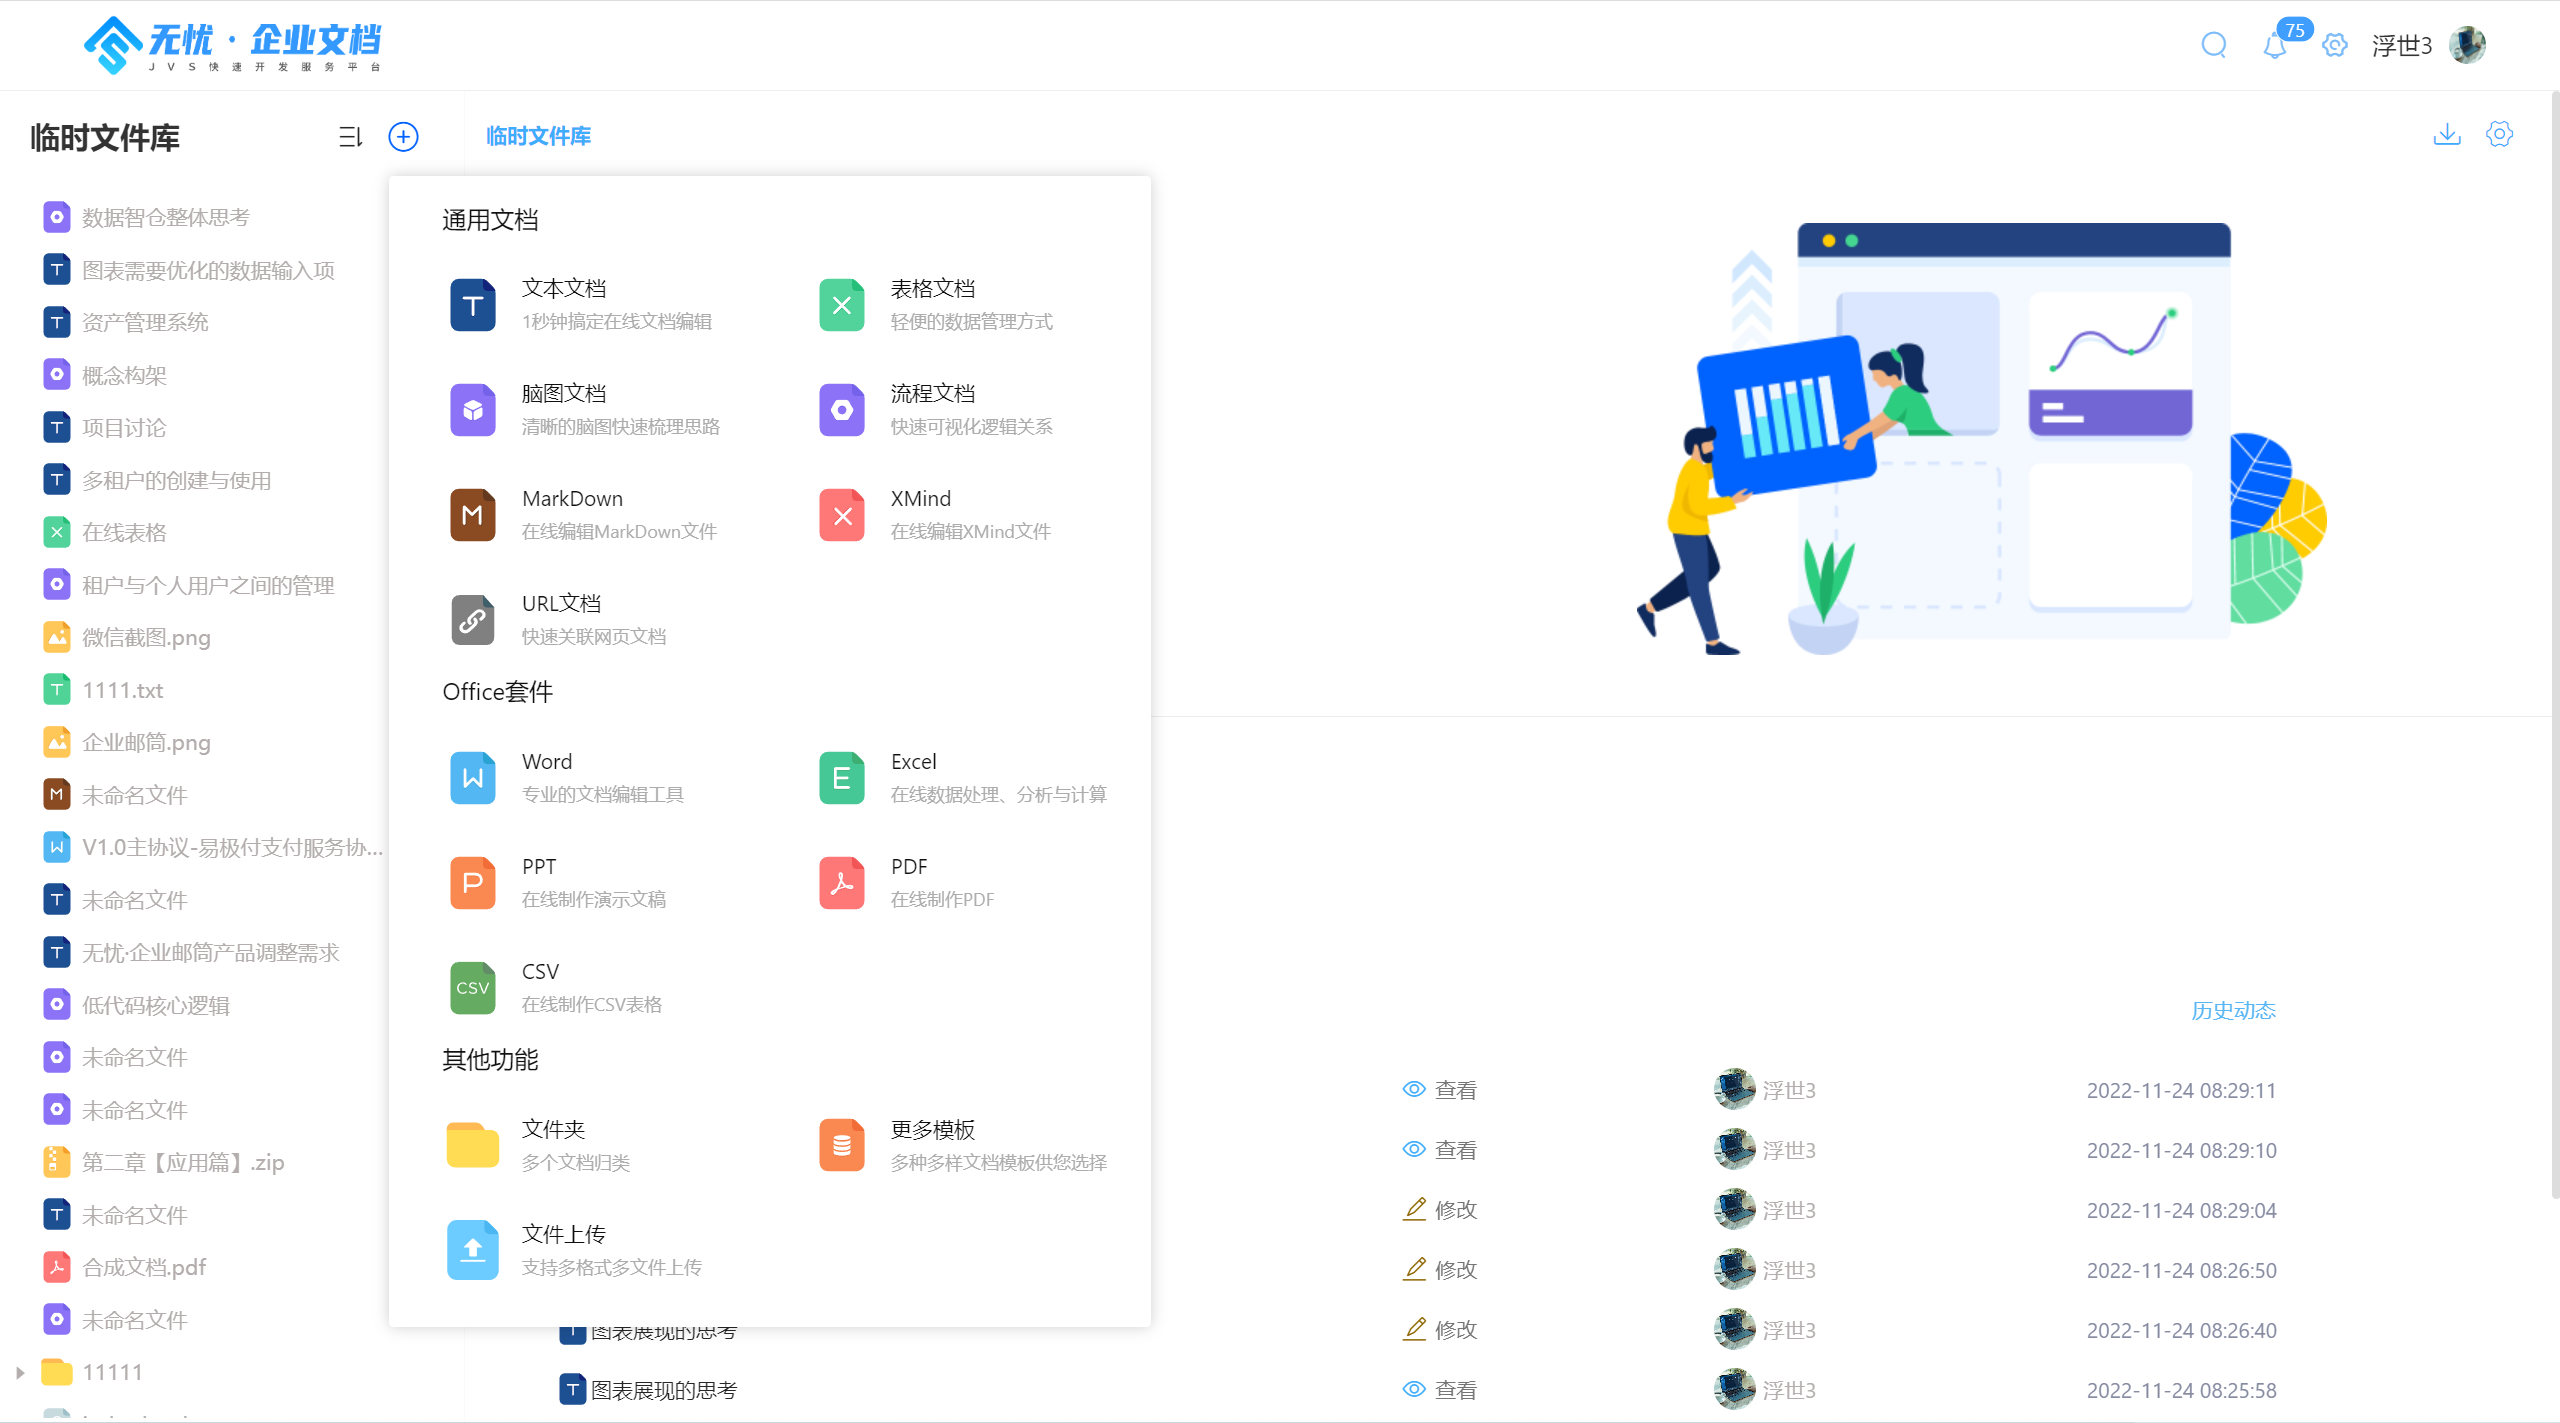 无忧·企业文档
JVS快速开发服务平台
75
浮世3
临时文件库
临时文件库
数据智仓整体思考
图表需要优化的数据输入项
资产管理系统
概念构架
项目讨论
多租户的创建与使用
在线表格
租户与个人用户之间的管理
微信截图.png
1111.txt
企业邮筒.png
未命名文件
V1.0主协议-易极付支付服务协...
未命名文件
无忧·企业邮筒产品调整需求
低代码核心逻辑
未命名文件
未命名文件
第二章【应用篇】.zip
未命名文件
合成文档.pdf
未命名文件
11111
通用文档
文本文档
1秒钟搞定在线文档编辑
表格文档
轻便的数据管理方式
脑图文档
清晰的脑图快速梳理思路
流程文档
快速可视化逻辑关系
MarkDown
在线编辑MarkDown文件
XMind
在线编辑XMind文件
URL文档
快速关联网页文档
Office套件
Word
专业的文档编辑工具
Excel
在线数据处理、分析与计算
PPT
在线制作演示文稿
PDF
在线制作PDF
CSV
CSV
在线制作CSV表格
其他功能
文件夹
多个文档归类
更多模板
多种多样文档模板供您选择
文件上传
支持多格式多文件上传
历史动态
查看 浮世3 2022-11-24 08:29:11
查看 浮世3 2022-11-24 08:29:10
修改 浮世3 2022-11-24 08:29:04
修改 浮世3 2022-11-24 08:26:50
图表展现的思考 修改 浮世3 2022-11-24 08:26:40
图表展现的思考 查看 浮世3 2022-11-24 08:25:58